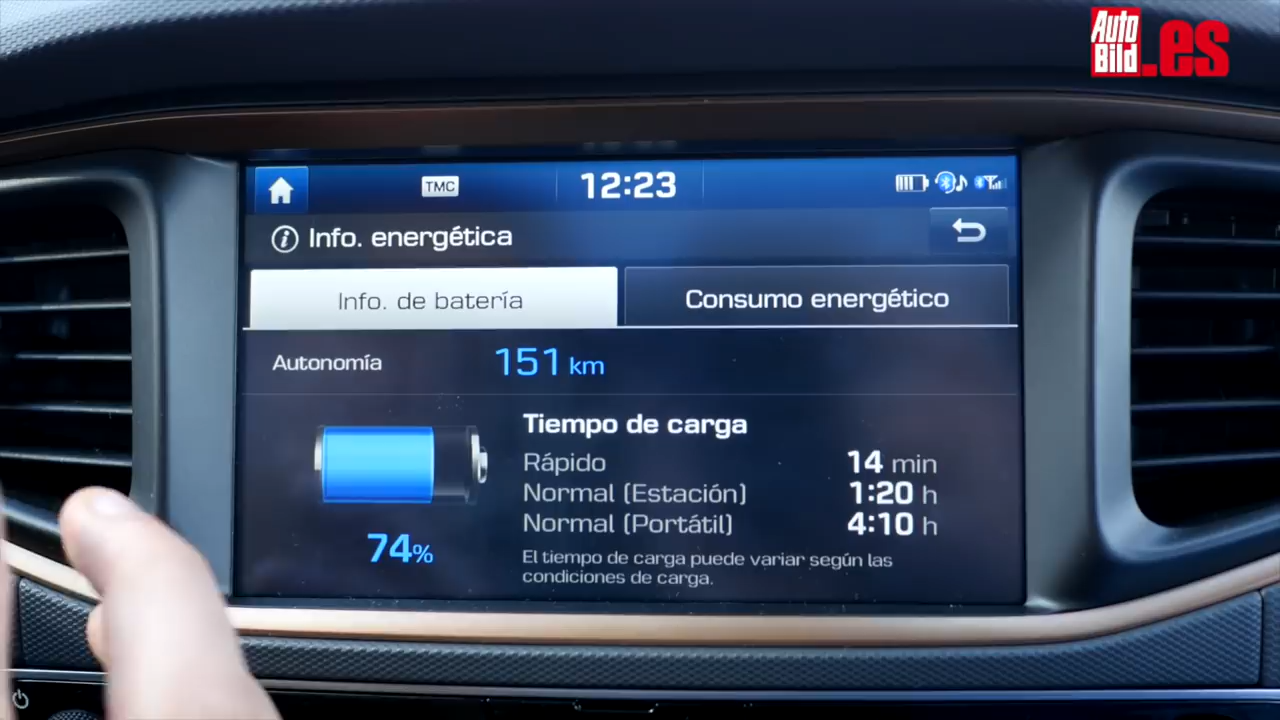 Auto
Bild.es
TMC 12:23
i Info. energética
Info. de batería Consumo energético
Autonomía 151 km
Tiempo de carga
Rápido 14 min
Normal (Estación) 1:20 h
Normal (Portátil) 4:10 h
74%
El tiempo de carga puede variar según las
condiciones de carga.